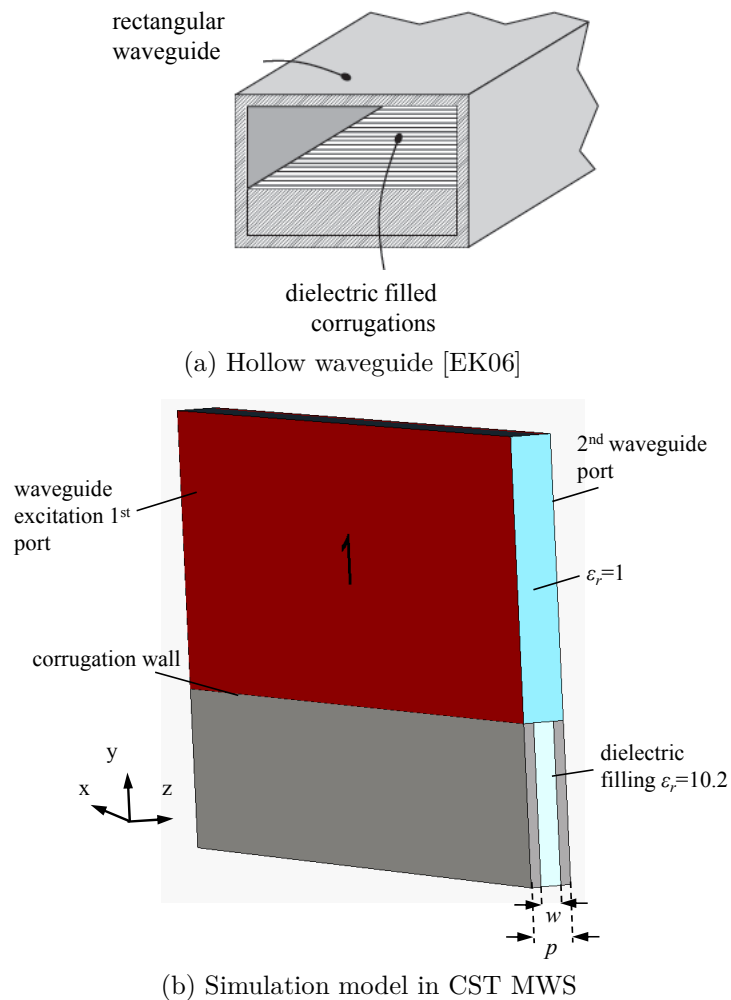 rectangular
waveguide
dielectric filled
corrugations
(a) Hollow waveguide [EK06]
2nd waveguide
port
waveguide
excitation 1st
port
1
εr=1
corrugation wall
dielectric
filling εr=10.2
y
x
z
w
p
(b) Simulation model in CST MWS